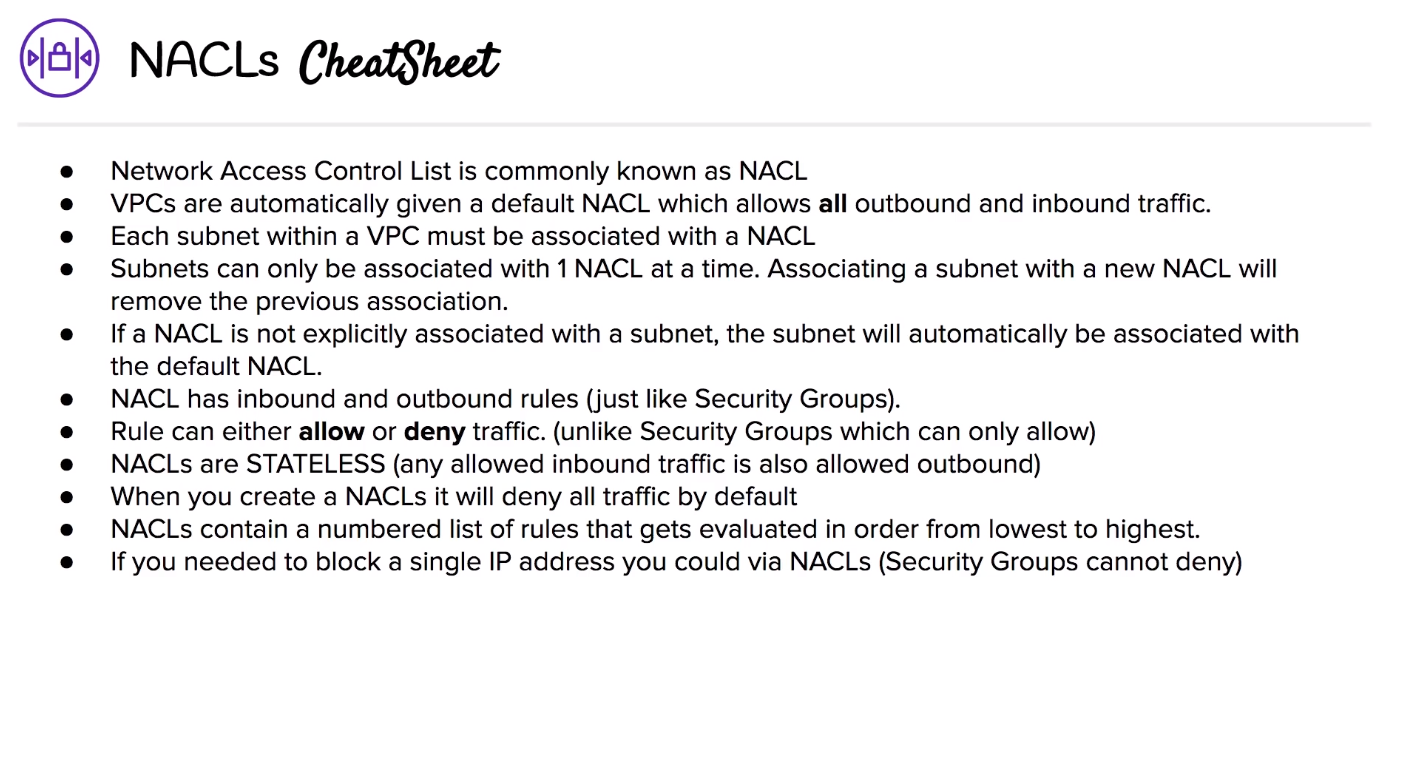 NACLs CheatSheet
● Network Access Control List is commonly known as NACL
● VPCs are automatically given a default NACL which allows all outbound and inbound traffic.
● Each subnet within a VPC must be associated with a NACL
● Subnets can only be associated with 1 NACL at a time. Associating a subnet with a new NACL will
remove the previous association.
● If a NACL is not explicitly associated with a subnet, the subnet will automatically be associated with
the default NACL.
● NACL has inbound and outbound rules (just like Security Groups).
● Rule can either allow or deny traffic. (unlike Security Groups which can only allow)
● NACLs are STATELESS (any allowed inbound traffic is also allowed outbound)
● When you create a NACLs it will deny all traffic by default
● NACLs contain a numbered list of rules that gets evaluated in order from lowest to highest.
● If you needed to block a single IP address you could via NACLs (Security Groups cannot deny)